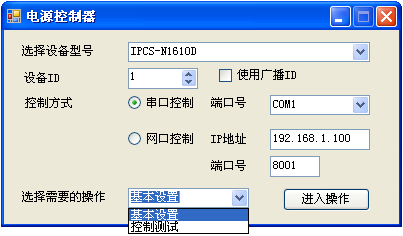 电源控制器
选择设备型号 IPCS-N1610D
设备ID 1 使用广播ID
控制方式 串口控制 端口号 COM1
网口控制 IP地址 192.168.1.100
端口号 8001
选择需要的操作 基本设置 进入操作
基本设置
控制测试